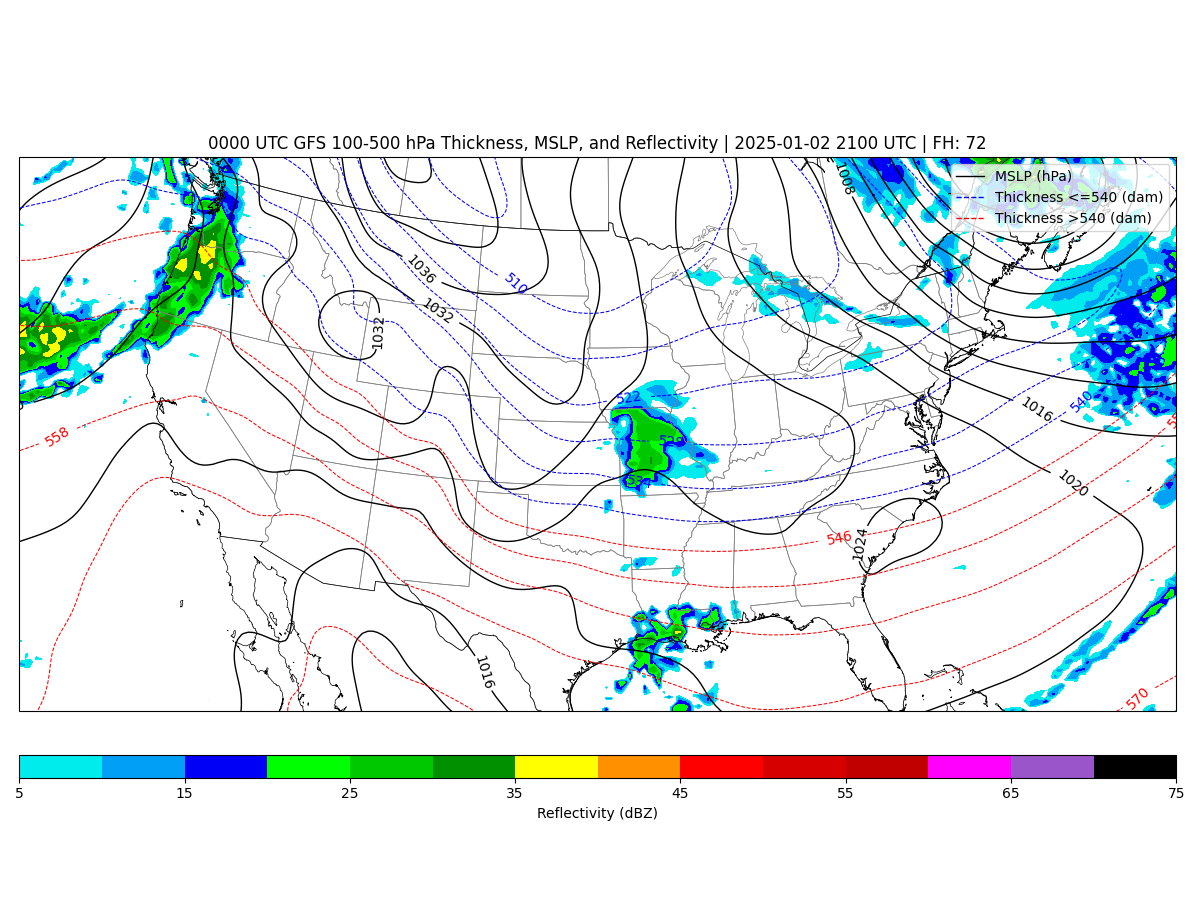 0000 UTC GFS 100-500 hPa Thickness, MSLP, and Reflectivity | 2025-01-02 2100 UTC | FH: 72
MSLP (hPa)
Thickness <=540 (dam)
Thickness >540 (dam)
1008
1036
510
1032
1032
522
540
1016
528
558
534
1020
546
1024
1016
570
5 15 25 35 45 55 65 75
Reflectivity (dBZ)